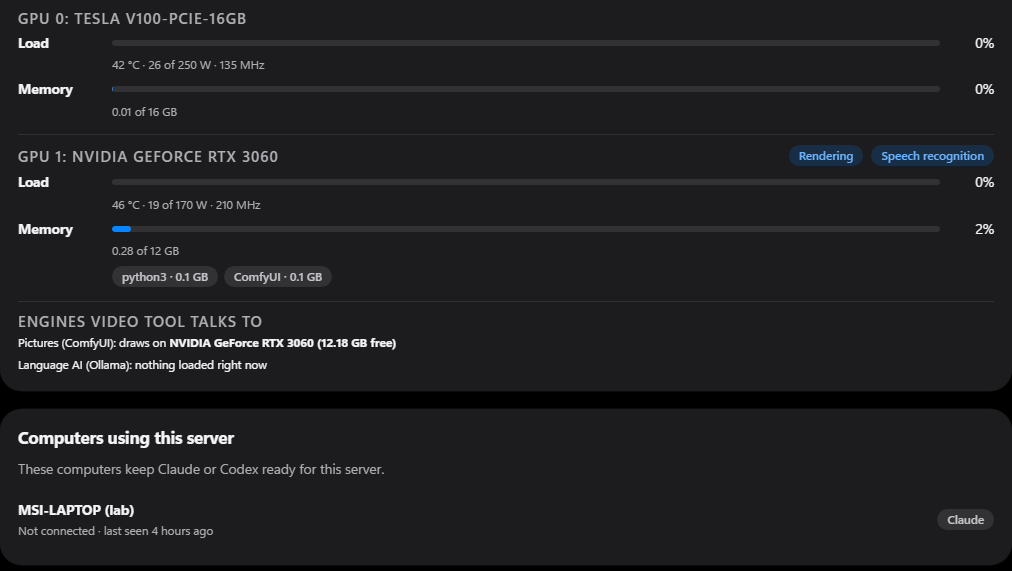 GPU 0: TESLA V100-PCIE-16GB
Load 0%
42 °C · 26 of 250 W · 135 MHz
Memory 0%
0.01 of 16 GB
GPU 1: NVIDIA GEFORCE RTX 3060 Rendering Speech recognition
Load 0%
46 °C · 19 of 170 W · 210 MHz
Memory 2%
0.28 of 12 GB
python3 · 0.1 GB ComfyUI · 0.1 GB
ENGINES VIDEO TOOL TALKS TO
Pictures (ComfyUI): draws on NVIDIA GeForce RTX 3060 (12.18 GB free)
Language AI (Ollama): nothing loaded right now
Computers using this server
These computers keep Claude or Codex ready for this server.
MSI-LAPTOP (lab)
Not connected · last seen 4 hours ago
Claude